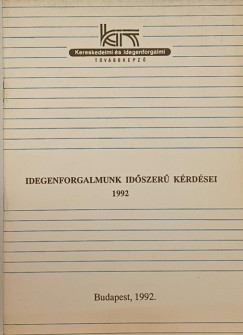 Kereskedelmi és Idegenforgalmi
TOVÁBBKÉPZŐ
IDEGENFORGALMUNK IDŐSZERŰ KÉRDÉSEI
1992
Budapest, 1992.